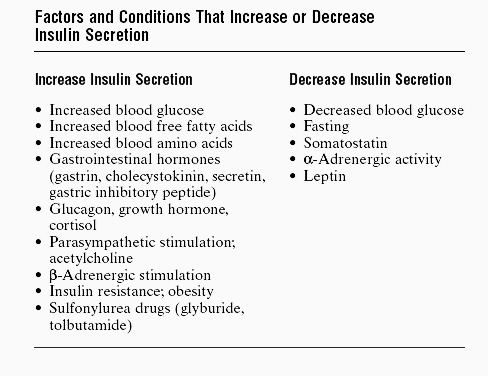 Factors and Conditions That Increase or Decrease
Insulin Secretion
Increase Insulin Secretion
• Increased blood glucose
• Increased blood free fatty acids
• Increased blood amino acids
• Gastrointestinal hormones
(gastrin, cholecystokinin, secretin,
gastric inhibitory peptide)
• Glucagon, growth hormone,
cortisol
• Parasympathetic stimulation;
acetylcholine
• β-Adrenergic stimulation
• Insulin resistance; obesity
• Sulfonylurea drugs (glyburide,
tolbutamide)
Decrease Insulin Secretion
• Decreased blood glucose
• Fasting
• Somatostatin
• α-Adrenergic activity
• Leptin